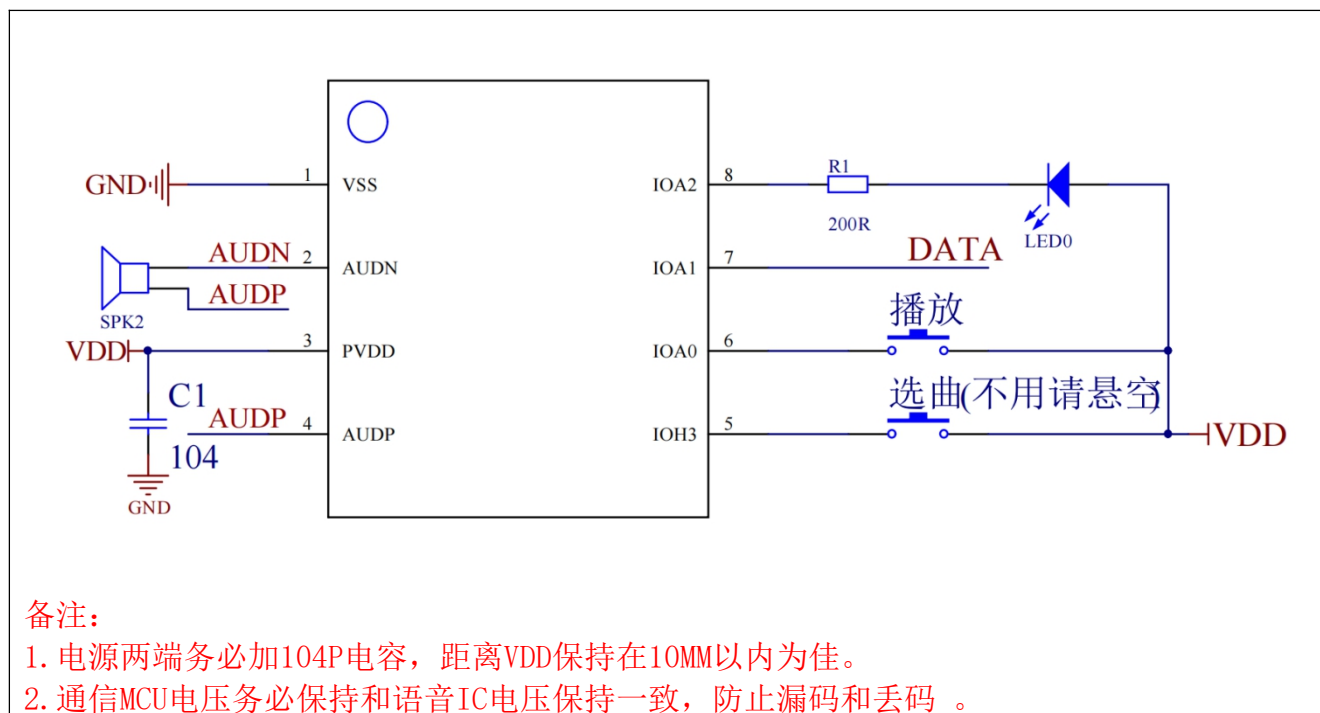 GND
1
VSS
IOA2
8
R1
200R
LED0
AUDN
2
AUDN
IOA1
7
DATA
AUDP
SPK2
播放
VDD
3
PVDD
IOA0
6
C1
选曲(不用请悬空)
AUDP
4
AUDP
IOH3
5
VDD
104
GND
备注:
1.电源两端务必加104P电容，距离VDD保持在10MM以内为佳。
2.通信MCU电压务必保持和语音IC电压保持一致，防止漏码和丢码 。